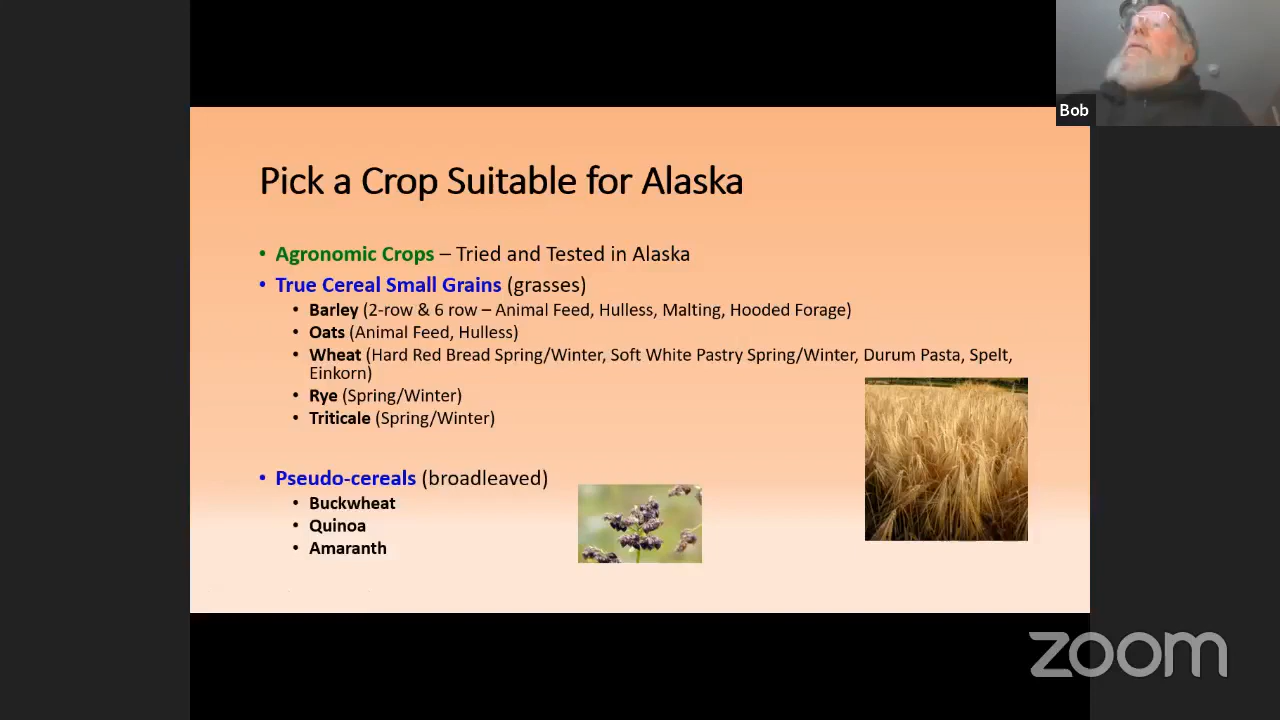 Bob
Pick a Crop Suitable for Alaska
• Agronomic Crops – Tried and Tested in Alaska
• True Cereal Small Grains (grasses)
• Barley (2-row & 6 row – Animal Feed, Hulless, Malting, Hooded Forage)
• Oats (Animal Feed, Hulless)
• Wheat (Hard Red Bread Spring/Winter, Soft White Pastry Spring/Winter, Durum Pasta, Spelt,
Einkorn)
• Rye (Spring/Winter)
• Triticale (Spring/Winter)
• Pseudo-cereals (broadleaved)
• Buckwheat
• Quinoa
• Amaranth
zoom